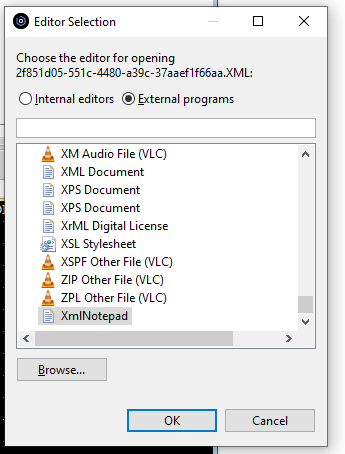 Editor Selection
Choose the editor for opening
2f851d05-551c-4480-a39c-37aaef1f66aa.XML:
Internal editors External programs
XM Audio File (VLC)
XML Document
XPS Document
XPS Document
XrML Digital License
XSL Stylesheet
XSPF Other File (VLC)
ZIP Other File (VLC)
ZPL Other File (VLC)
XmlNotepad
Browse...
OK Cancel